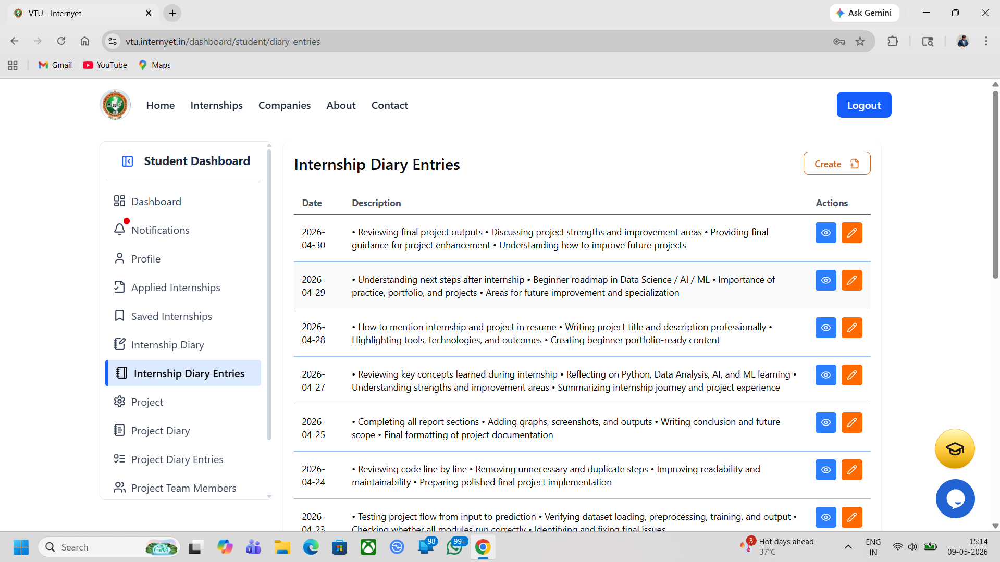 VTU - Internyet
Ask Gemini
vtu.internyet.in/dashboard/student/diary-entries
Gmail
YouTube
Maps
Home
Internships
Companies
About
Contact
Logout
Student Dashboard
Dashboard
Notifications
Profile
Applied Internships
Saved Internships
Internship Diary
Internship Diary Entries
Project
Project Diary
Project Diary Entries
Project Team Members
Internship Diary Entries
Create
Date
Description
Actions
2026-
04-30
• Reviewing final project outputs • Discussing project strengths and improvement areas • Providing final
guidance for project enhancement • Understanding how to improve future projects
2026-
04-29
• Understanding next steps after internship • Beginner roadmap in Data Science / AI / ML • Importance of
practice, portfolio, and projects • Areas for future improvement and specialization
2026-
04-28
• How to mention internship and project in resume • Writing project title and description professionally •
Highlighting tools, technologies, and outcomes • Creating beginner portfolio-ready content
2026-
04-27
• Reviewing key concepts learned during internship • Reflecting on Python, Data Analysis, AI, and ML learning •
Understanding strengths and improvement areas • Summarizing internship journey and project experience
2026-
04-25
• Completing all report sections • Adding graphs, screenshots, and outputs • Writing conclusion and future
scope • Final formatting of project documentation
2026-
04-24
• Reviewing code line by line • Removing unnecessary and duplicate steps • Improving readability and
maintainability • Preparing polished final project implementation
2026-
04-23
• Testing project flow from input to prediction • Verifying dataset loading, preprocessing, training, and output •
Checking whether all modules run correctly • Identifying and fixing final issues
Search
98
99+
3
Hot days ahead
37°C
ENG
IN
15:14
09-05-2026